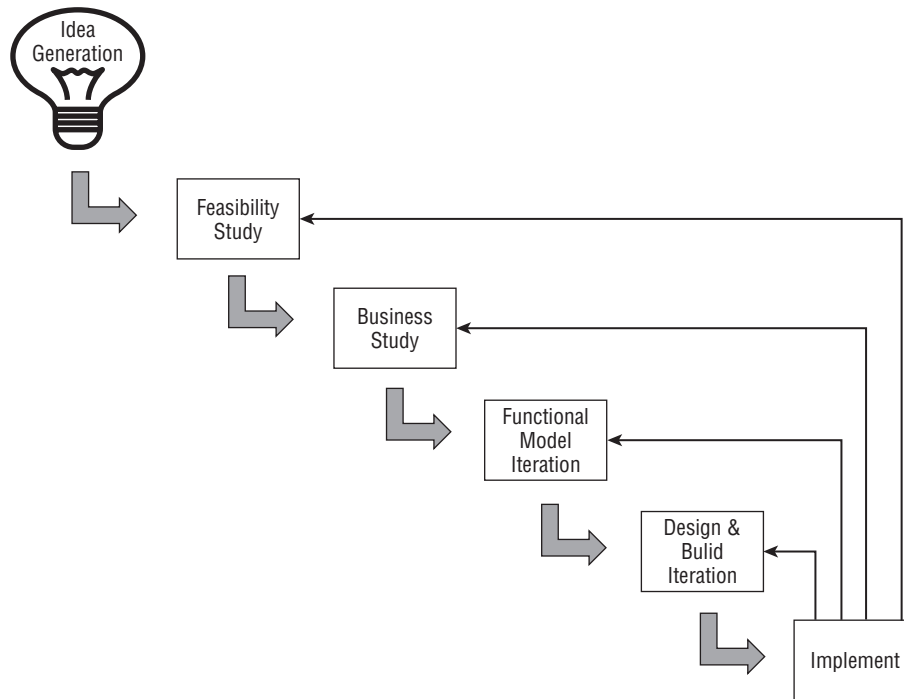 Idea
Generation
Feasibility
Study
Business
Study
Functional
Model
Iteration
Design &
Bulid
Iteration
Implement